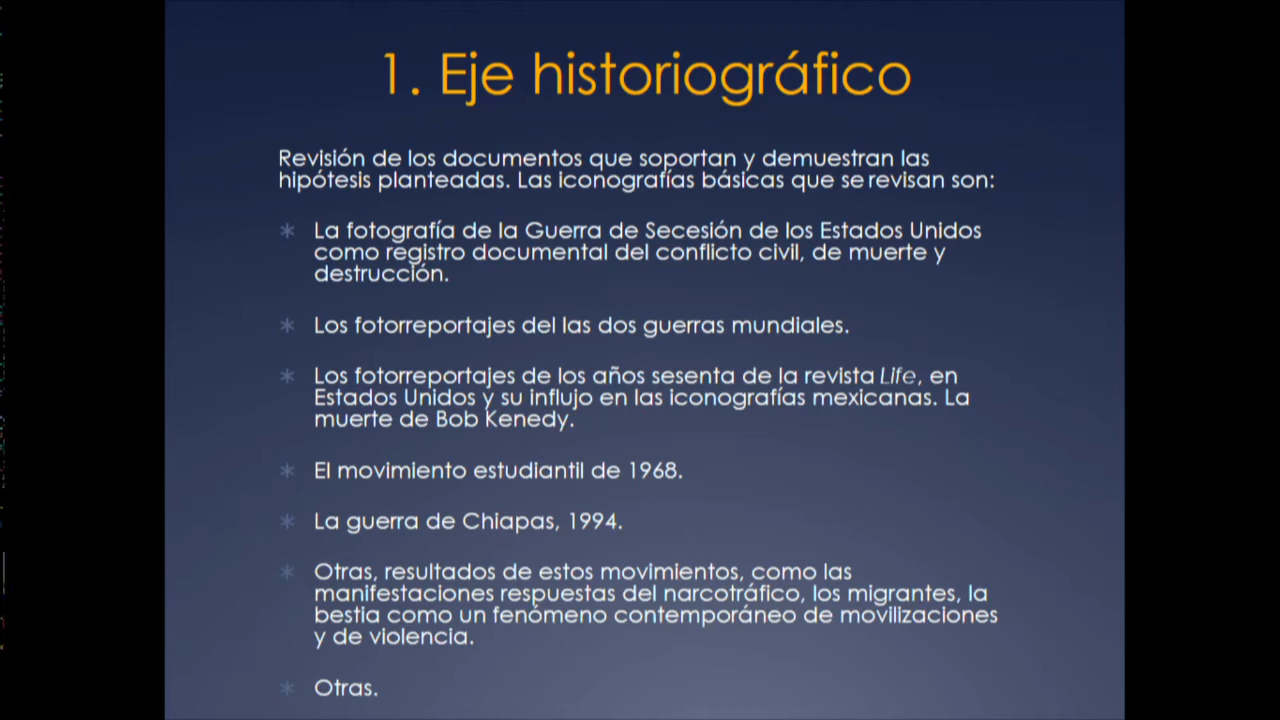 1. Eje historiográfico
Revisión de los documentos que soportan y demuestran las
hipótesis planteadas. Las iconografías básicas que se revisan son:
* La fotografía de la Guerra de Secesión de los Estados Unidos
como registro documental del conflicto civil, de muerte y
destrucción.
* Los fotorreportajes del las dos guerras mundiales.
* Los fotorreportajes de los años sesenta de la revista Life, en
Estados Unidos y su influjo en las iconografías mexicanas. La
muerte de Bob Kenedy.
* El movimiento estudiantil de 1968.
* La guerra de Chiapas, 1994.
* Otras, resultados de estos movimientos, como las
manifestaciones respuestas del narcotráfico, los migrantes, la
bestia como un fenómeno contemporáneo de movilizaciones
y de violencia.
* Otras.